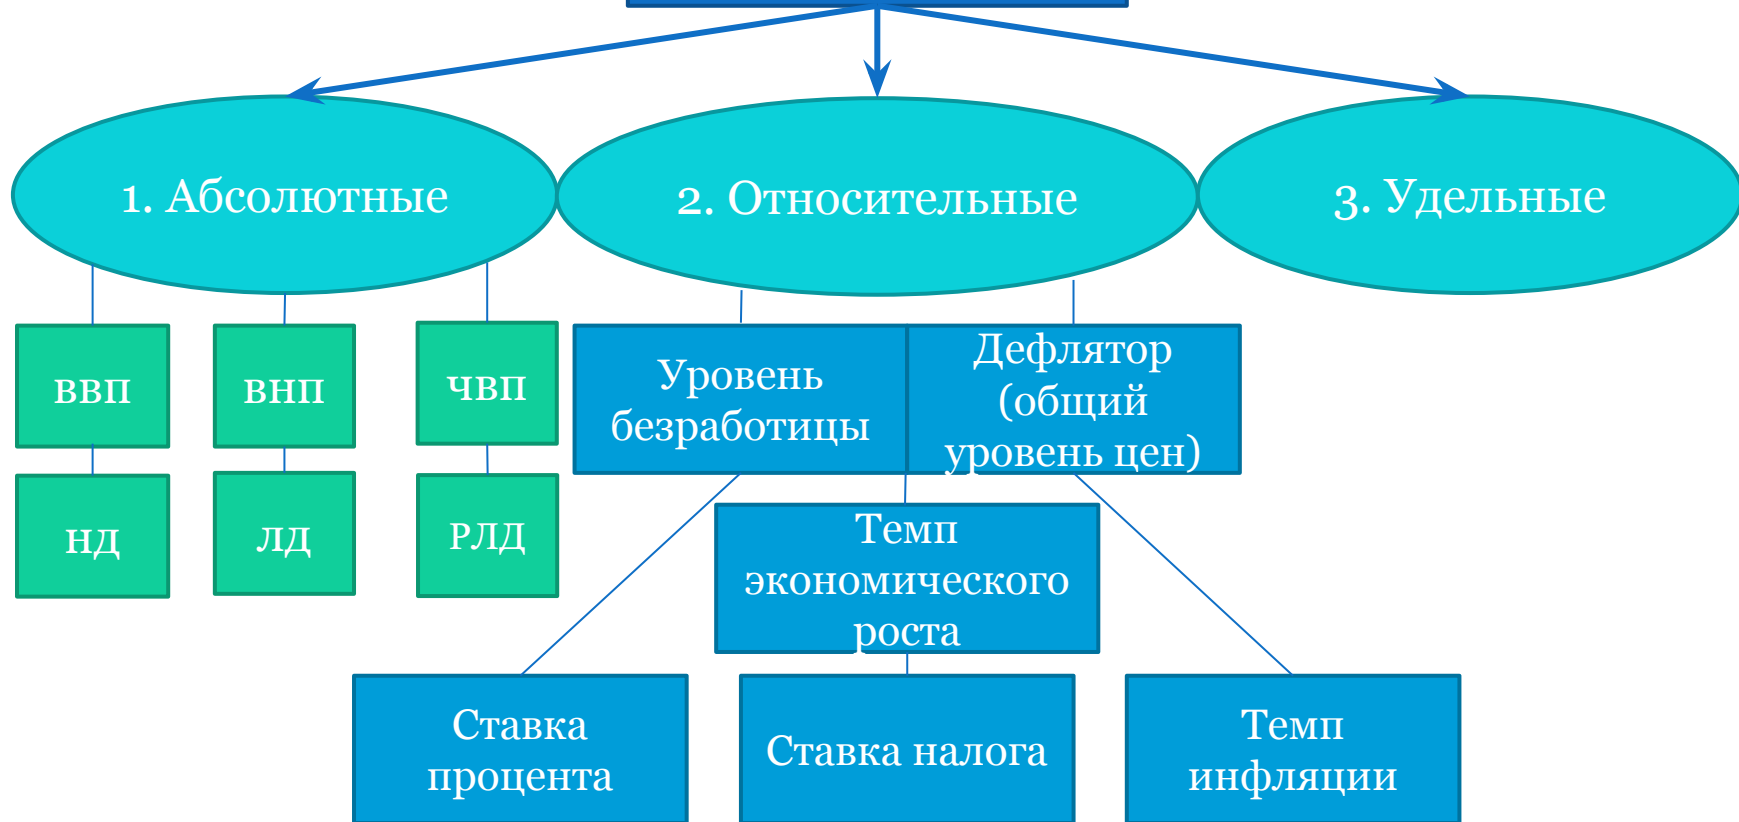 1. Абсолютные
2. Относительные
3. Удельные
ВВП
ВНП
ЧВП
НД
ЛД
РЛД
Уровень
безработицы
Дефлятор
(общий
уровень цен)
Темп
экономического
роста
Ставка
процента
Ставка налога
Темп
инфляции